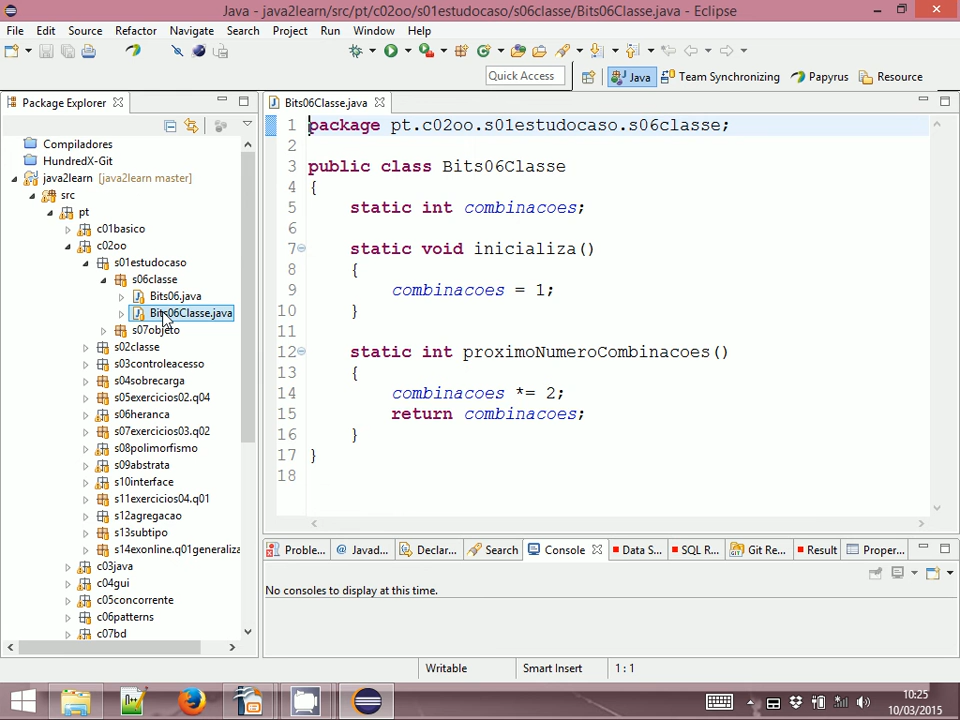 Java - java2learn/src/pt/c02oo/s01estudocaso/s06classe/Bits06Classe.java - Eclipse
File Edit Source Refactor Navigate Search Project Run Window Help
Quick Access
Java
Team Synchronizing
Papyrus
Resource
Package Explorer
Compiladores
HundredX-Git
java2learn [java2learn master]
src
pt
c01basico
c02oo
s01estudocaso
s06classe
Bits06.java
Bits06Classe.java
s07objeto
s02classe
s03controleacesso
s04sobrecarga
s05exercicios02.q04
s06heranca
s07exercicios03.q02
s08polimorfismo
s09abstrata
s10interface
s11exercicios04.q01
s12agregacao
s13subtipo
s14exonline.q01generaliza
c03java
c04gui
c05concorrente
c06patterns
c07bd
Bits06Classe.java
1 package pt.c02oo.s01estudocaso.s06classe;
2
3 public class Bits06Classe
4 {
5 static int combinacoes;
6
7 static void inicializa()
8 {
9 combinacoes = 1;
10 }
11
12 static int proximoNumeroCombinacoes()
13 {
14 combinacoes *= 2;
15 return combinacoes;
16 }
17 }
18
Proble... @ Javad... Declar... Search Console Data S... SQL R... Git Re... Result Proper...
No consoles to display at this time.
Writable
Smart Insert
1 : 1
10:25
10/03/2015